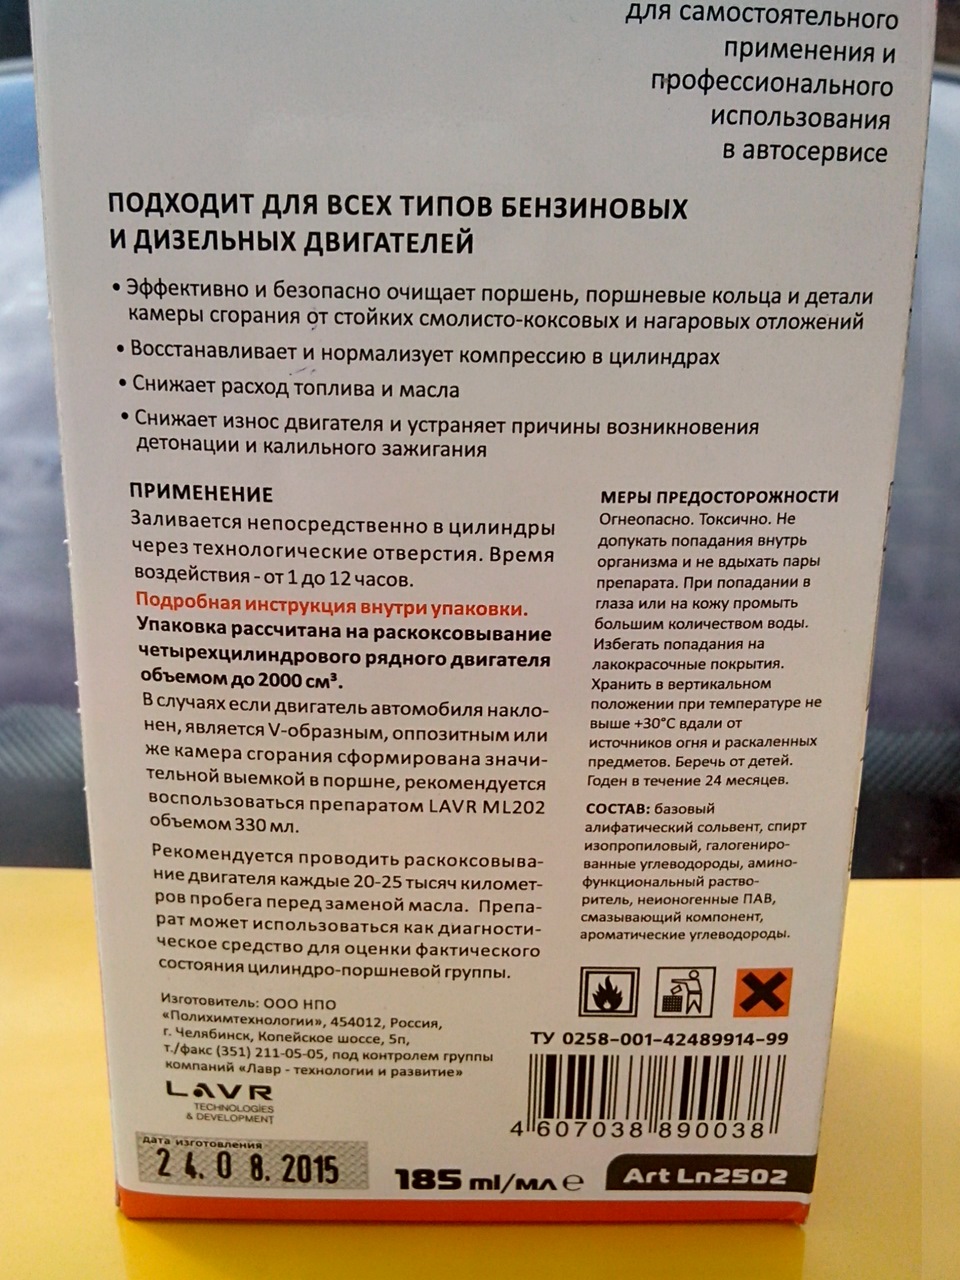 для самостоятельного
применения и
профессионального
использования
в автосервисе
ПОДХОДИТ ДЛЯ ВСЕХ ТИПОВ БЕНЗИНОВЫХ
И ДИЗЕЛЬНЫХ ДВИГАТЕЛЕЙ
• Эффективно и безопасно очищает поршень, поршневые кольца и детали
камеры сгорания от стойких смолисто-коксовых и нагаровых отложений
• Восстанавливает и нормализует компрессию в цилиндрах
• Снижает расход топлива и масла
• Снижает износ двигателя и устраняет причины возникновения
детонации и калильного зажигания
ПРИМЕНЕНИЕ
Заливается непосредственно в цилиндры
через технологические отверстия. Время
воздействия - от 1 до 12 часов.
Подробная инструкция внутри упаковки.
Упаковка рассчитана на раскоксовывание
четырехцилиндрового рядного двигателя
объемом до 2000 см³.
В случаях если двигатель автомобиля накло-
нен, является V-образным, оппозитным или
же камера сгорания сформирована значи-
тельной выемкой в поршне, рекомендуется
воспользоваться препаратом LAVR ML202
объемом 330 мл.
Рекомендуется проводить раскоксовыва-
ние двигателя каждые 20-25 тысяч километ-
ров пробега перед заменой масла. Препа-
рат может использоваться как диагности-
ческое средство для оценки фактического
состояния цилиндро-поршневой группы.
МЕРЫ ПРЕДОСТОРОЖНОСТИ
Огнеопасно. Токсично. Не
допукать попадания внутрь
организма и не вдыхать пары
препарата. При попадании в
глаза или на кожу промыть
большим количеством воды.
Избегать попадания на
лакокрасочные покрытия.
Хранить в вертикальном
положении при температуре не
выше +30°С вдали от
источников огня и раскаленных
предметов. Беречь от детей.
Годен в течение 24 месяцев.
СОСТАВ: базовый
алифатический сольвент, спирт
изопропиловый, галогениро-
ванные углеводороды, амино-
функциональный раство-
ритель, неионогенные ПАВ,
смазывающий компонент,
ароматические углеводороды.
Изготовитель: ООО НПО
«Полихимтехнологии», 454012, Россия,
г. Челябинск, Копейское шоссе, 5п,
т./факс (351) 211-05-05, под контролем группы
компаний «Лавр - технологии и развитие»
LAVR
TECHNOLOGIES
& DEVELOPMENT
ТУ 0258-001-42489914-99
4 607038 890038
дата изготовления
24.08.2015
185 ml/мл e
Art Ln2502